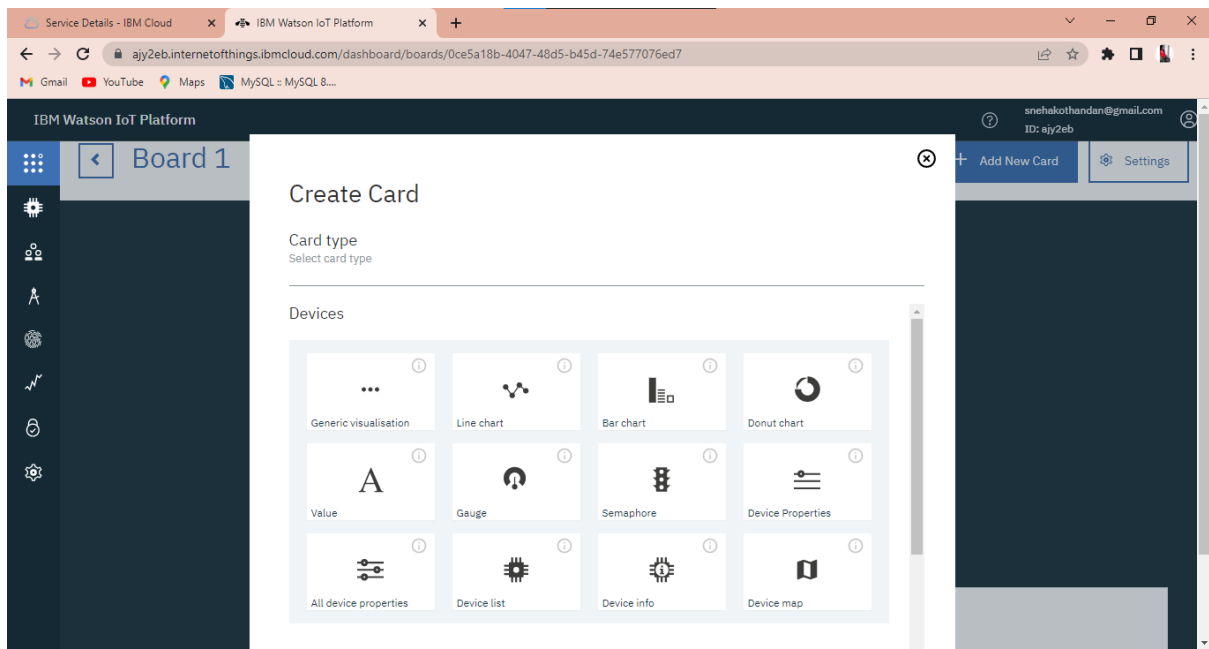 Service Details - IBM Cloud
IBM Watson IoT Platform
ajy2eb.internetofthings.ibmcloud.com/dashboard/boards/0ce5a18b-4047-48d5-b45d-74e577076ed7
Gmail YouTube Maps MySQL :: MySQL 8....
IBM Watson IoT Platform
snehakothandan@gmail.com
ID: ajy2eb
Board 1
Add New Card
Settings
Create Card
Card type
Select card type
Devices
Generic visualisation
Line chart
Bar chart
Donut chart
A
Value
Gauge
Semaphore
Device Properties
All device properties
Device list
Device info
Device map